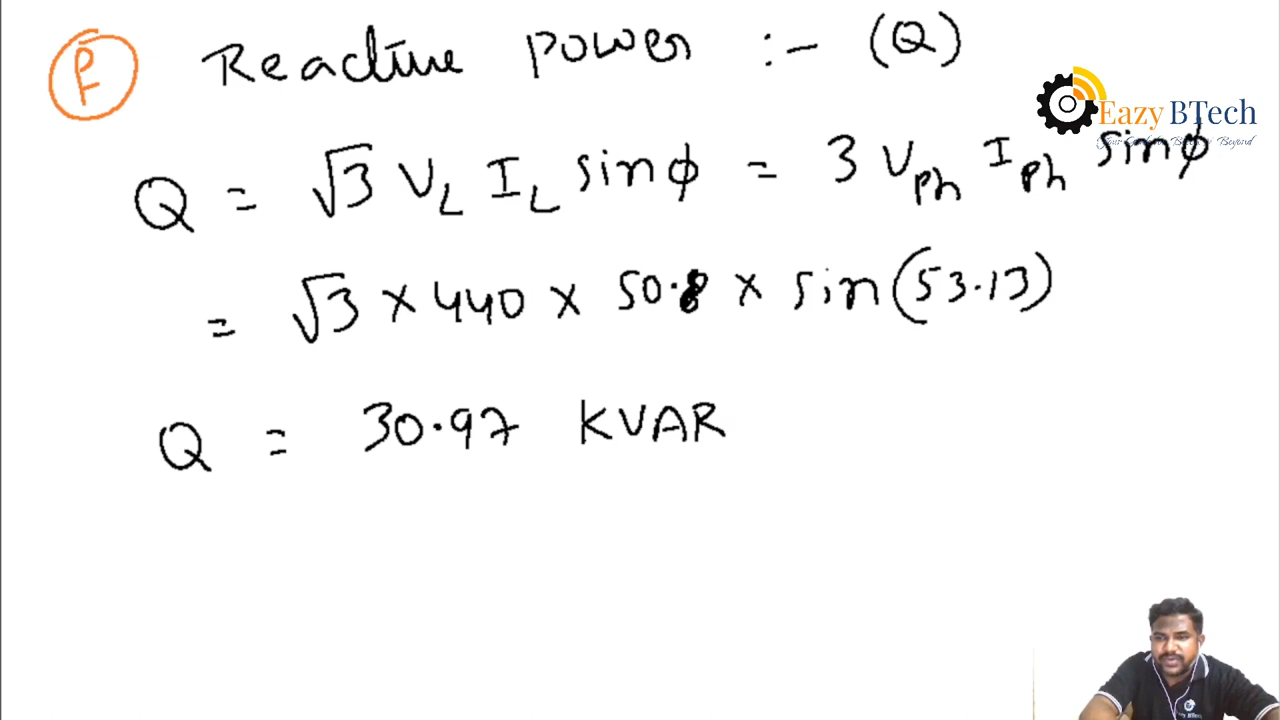 F Reactive power :- (Q)
Eazy BTech
Q = √3 V_L I_L sinϕ = 3 V_ph I_ph sinϕ
= √3 × 440 × 50.8 × sin(53.13)
Q = 30.97 KVAR